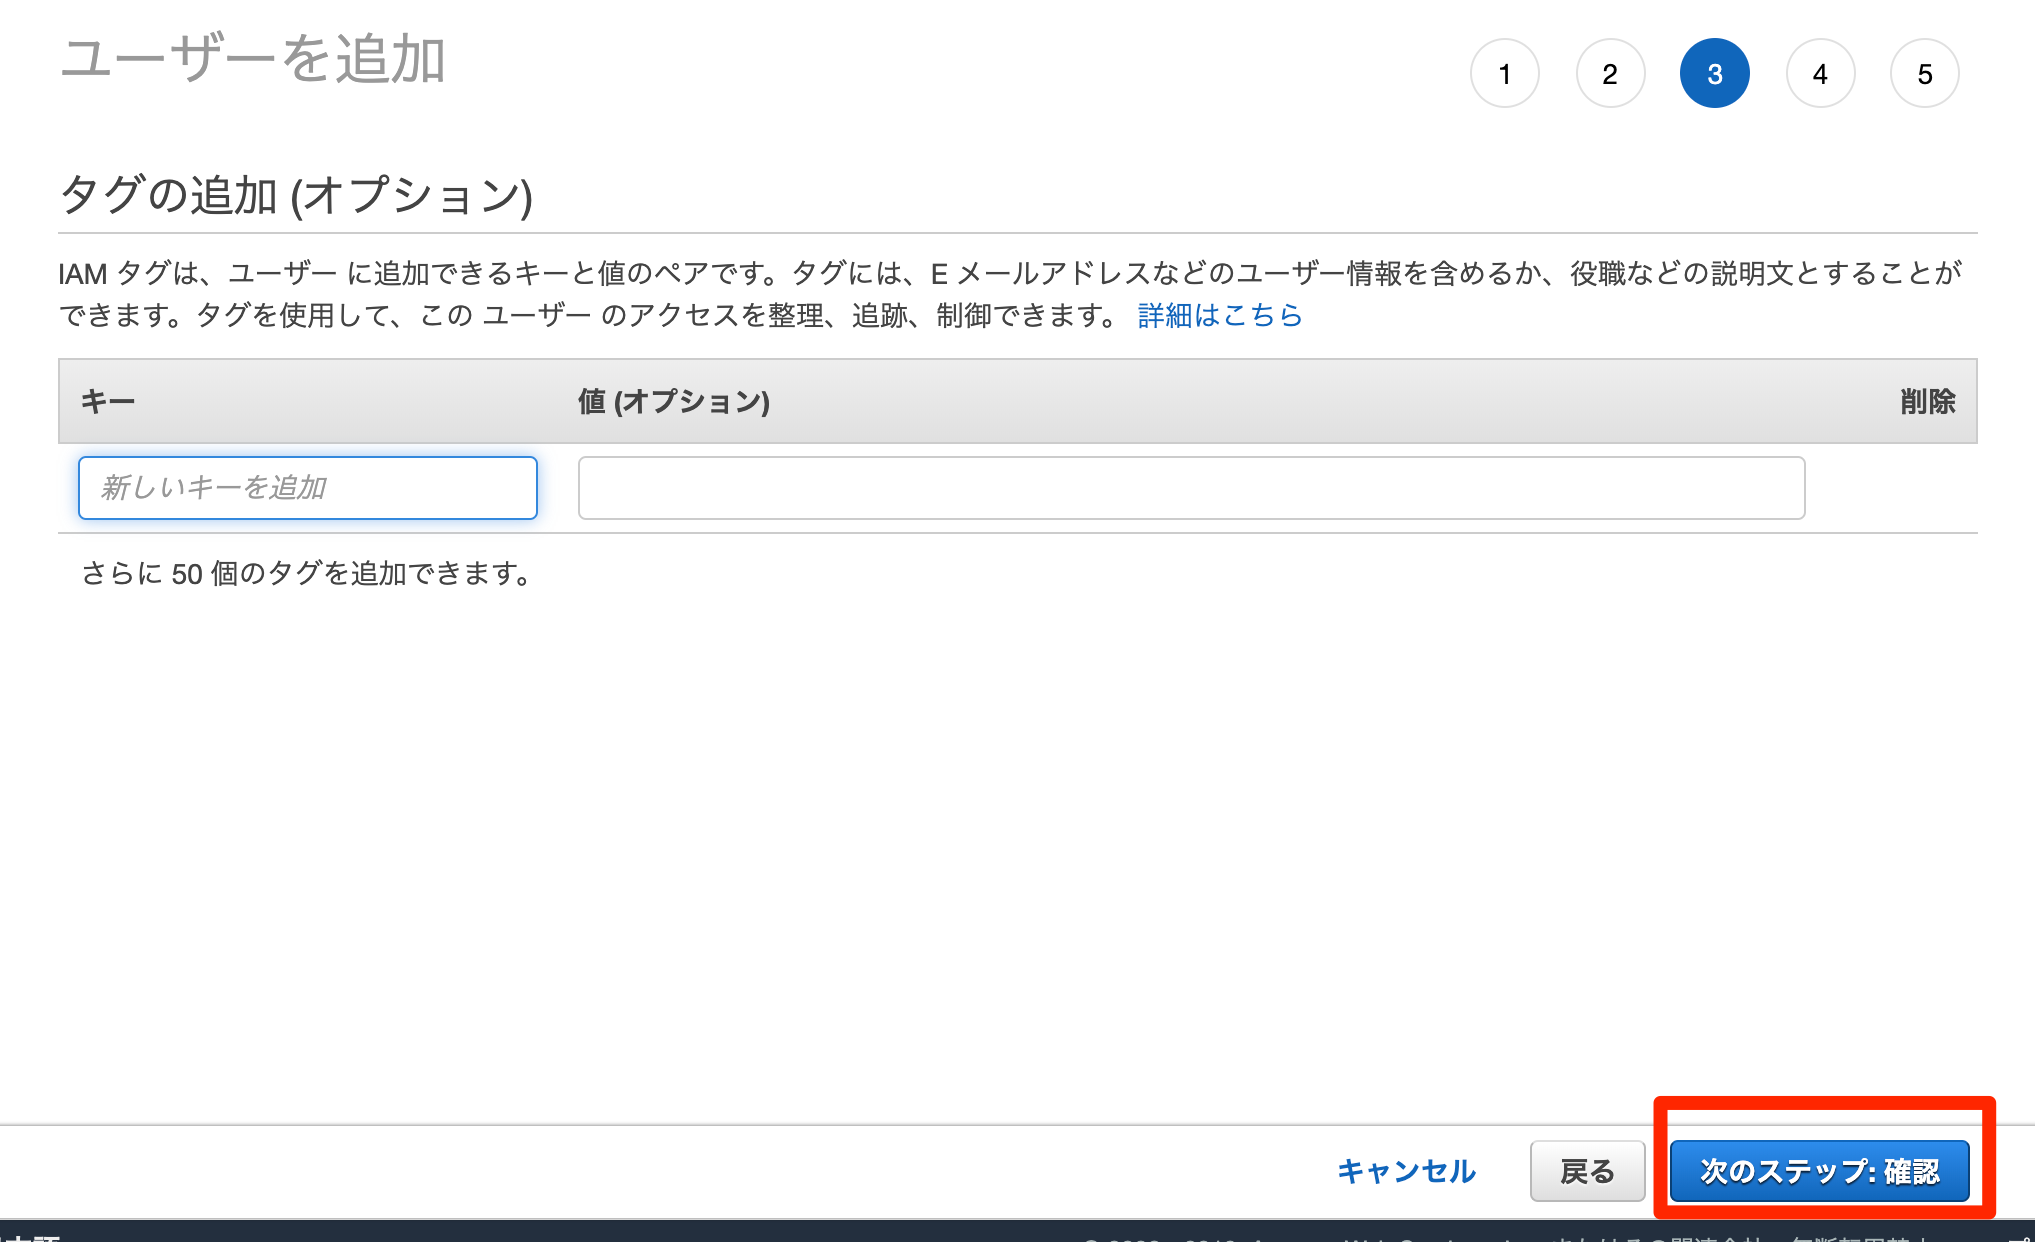 ユーザーを追加
1 2 3 4 5
タグの追加 (オプション)
IAM タグは、ユーザー に追加できるキーと値のペアです。タグには、E メールアドレスなどのユーザー情報を含めるか、役職などの説明文とすることが
できます。タグを使用して、この ユーザー のアクセスを整理、追跡、制御できます。 詳細はこちら
キー 値 (オプション) 削除
新しいキーを追加
さらに 50 個のタグを追加できます。
キャンセル 戻る 次のステップ: 確認